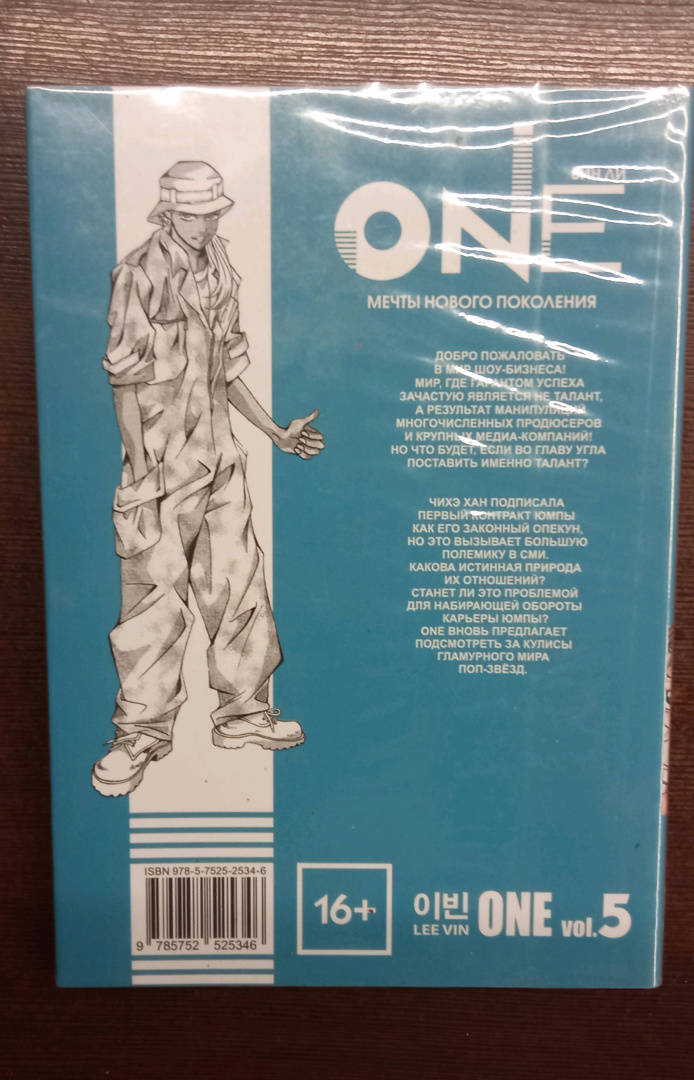 ВИН ЛИ
ONE
МЕЧТЫ НОВОГО ПОКОЛЕНИЯ
ДОБРО ПОЖАЛОВАТЬ
В МИР ШОУ-БИЗНЕСА!
МИР, ГДЕ ГАРАНТОМ УСПЕХА
ЗАЧАСТУЮ ЯВЛЯЕТСЯ НЕ ТАЛАНТ,
А РЕЗУЛЬТАТ МАНИПУЛЯЦИЙ
МНОГОЧИСЛЕННЫХ ПРОДЮСЕРОВ
И КРУПНЫХ МЕДИА-КОМПАНИЙ!
НО ЧТО БУДЕТ, ЕСЛИ ВО ГЛАВУ УГЛА
ПОСТАВИТЬ ИМЕННО ТАЛАНТ?
ЧИХЭ ХАН ПОДПИСАЛА
ПЕРВЫЙ КОНТРАКТ ЮМПЫ
КАК ЕГО ЗАКОННЫЙ ОПЕКУН,
НО ЭТО ВЫЗЫВАЕТ БОЛЬШУЮ
ПОЛЕМИКУ В СМИ.
КАКОВА ИСТИННАЯ ПРИРОДА
ИХ ОТНОШЕНИЙ?
СТАНЕТ ЛИ ЭТО ПРОБЛЕМОЙ
ДЛЯ НАБИРАЮЩЕЙ ОБОРОТЫ
КАРЬЕРЫ ЮМПЫ?
ONE ВНОВЬ ПРЕДЛАГАЕТ
ПОДСМОТРЕТЬ ЗА КУЛИСЫ
ГЛАМУРНОГО МИРА
ПОП-ЗВЁЗД.
ISBN 978-5-7525-2534-6
9 785752 525346
16+
이빈 ONE vol.5
LEE VIN